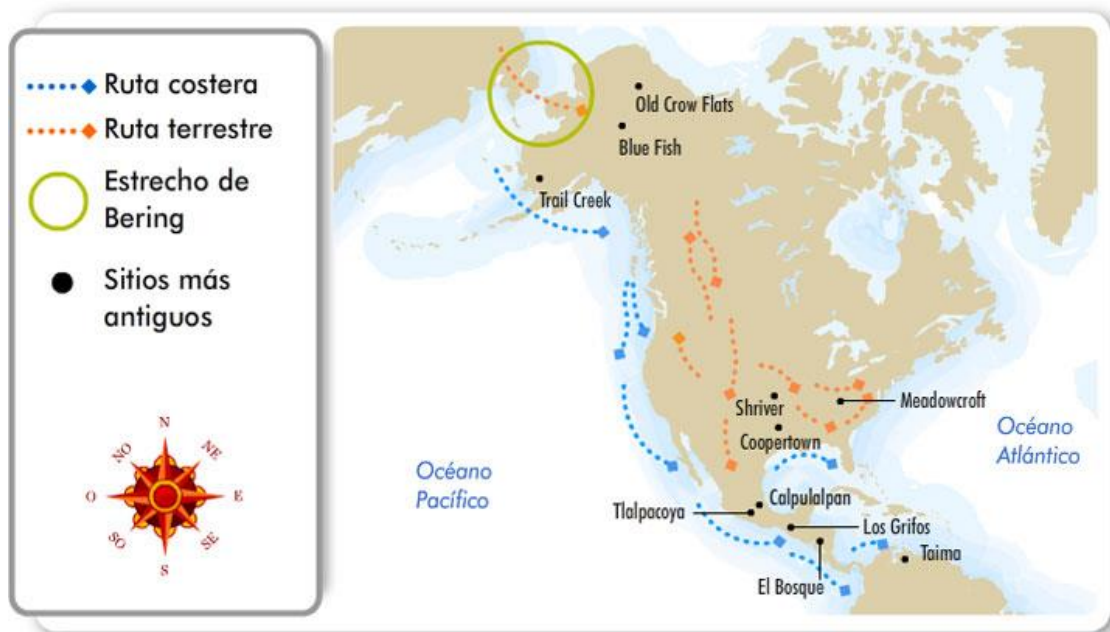 Ruta costera
Ruta terrestre
Estrecho de
Bering
Sitios más
antiguos
N
NO
NE
O
E
SO
SE
S
Old Crow Flats
Blue Fish
Trail Creek
Shriver
Meadowcroft
Coopertown
Océano
Atlántico
Océano
Pacífico
Calpulalpan
Tlalpacoya
Los Grifos
Taima
El Bosque